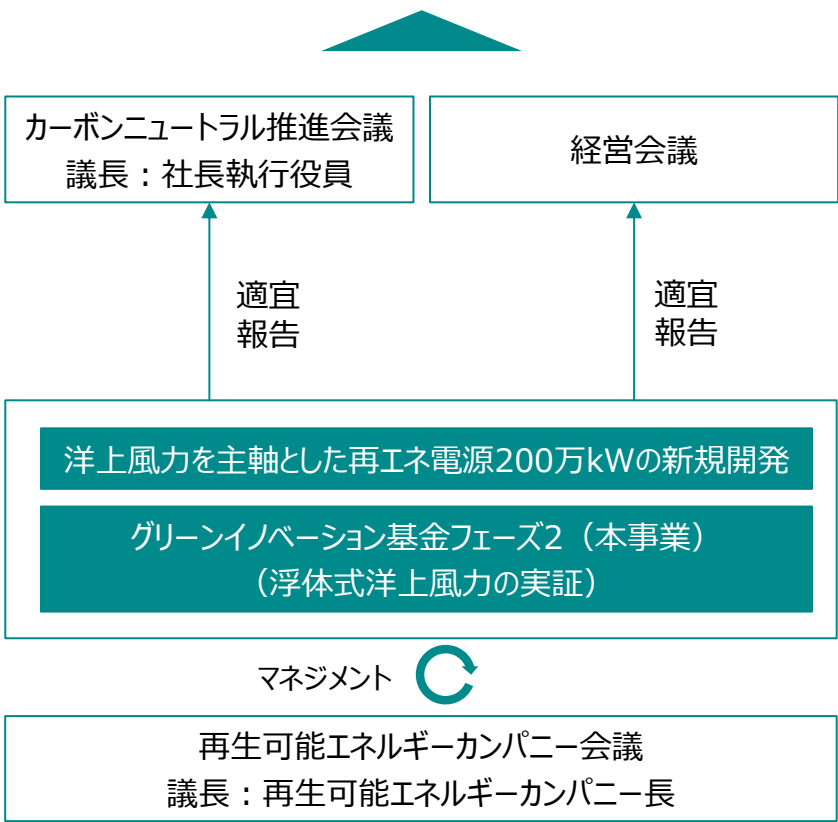 カーボンニュートラル推進会議
議長：社長執行役員
経営会議
適宜
報告
適宜
報告
洋上風力を主軸とした再エネ電源200万kWの新規開発
グリーンイノベーション基金フェーズ2（本事業）
（浮体式洋上風力の実証）
マネジメント
再生可能エネルギーカンパニー会議
議長：再生可能エネルギーカンパニー長